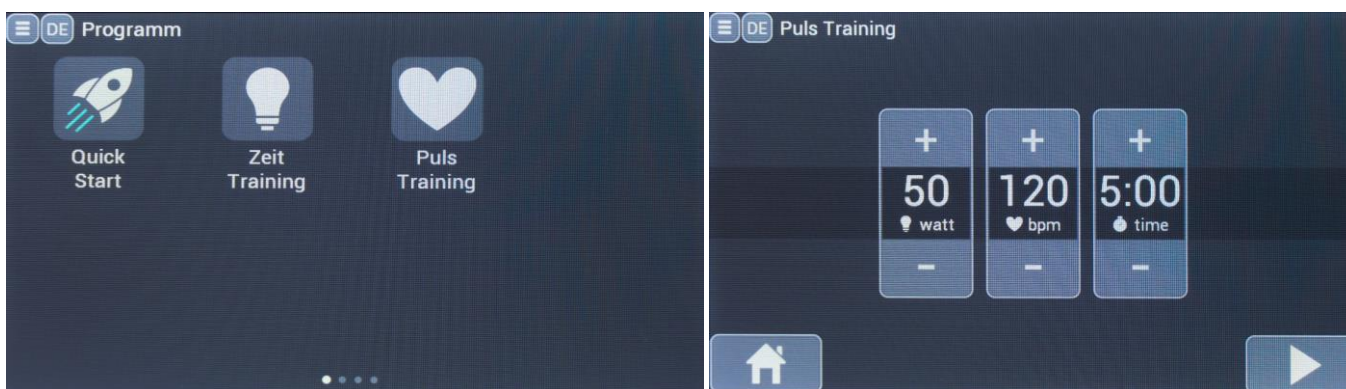 DE Programm
Quick
Start
Zeit
Training
Puls
Training
DE Puls Training
+ + +
50 120 5:00
watt bpm time
- - -